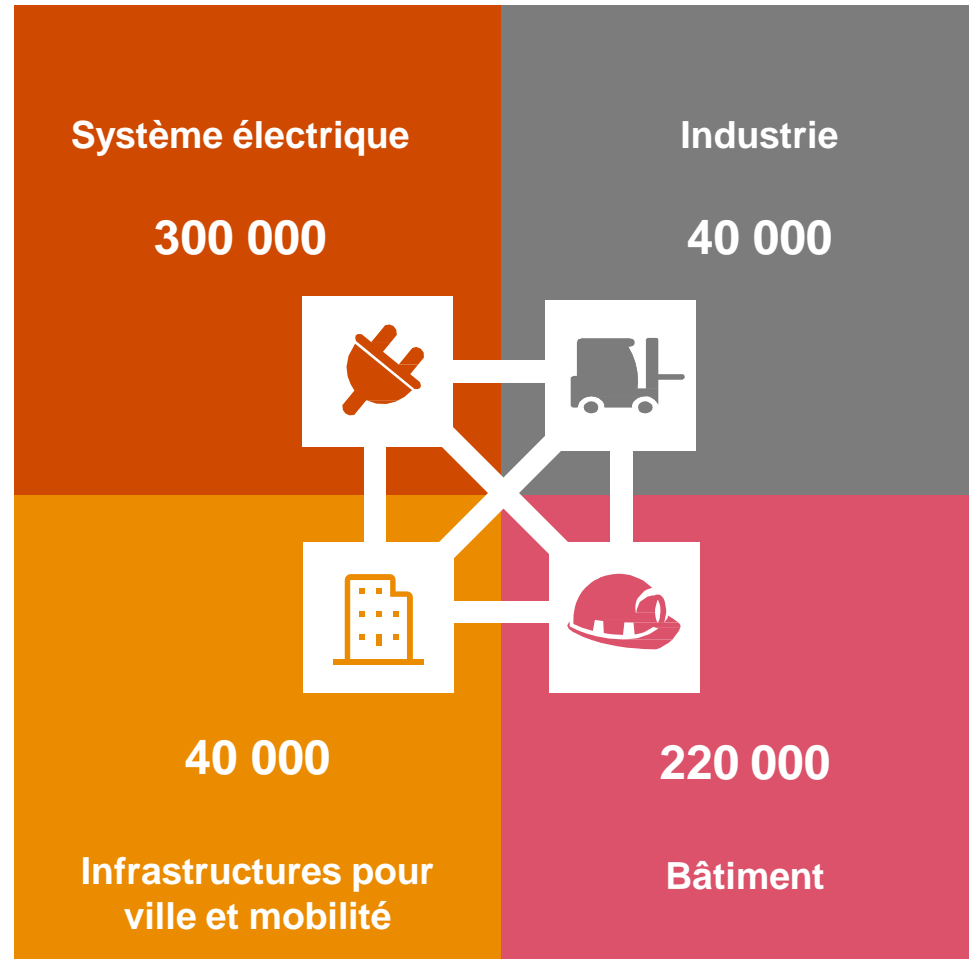 Système électrique
300 000
Industrie
40 000
40 000
Infrastructures pour
ville et mobilité
220 000
Bâtiment